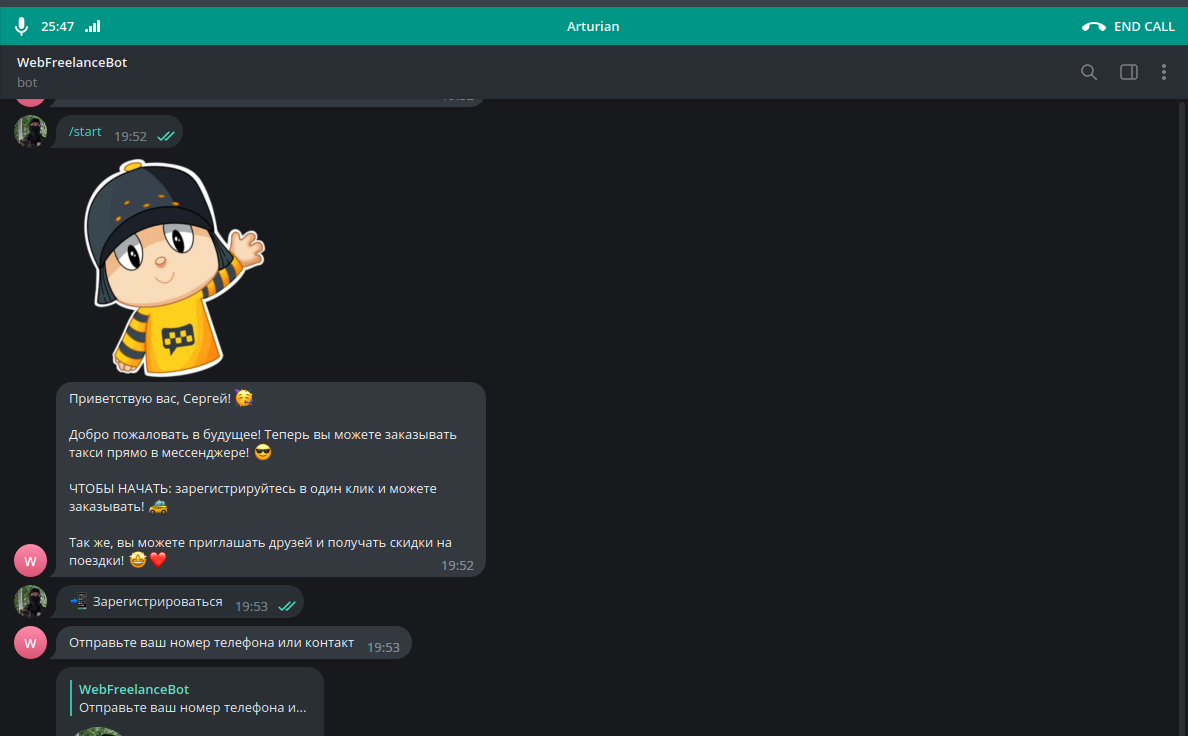 25:47
Arturian
END CALL
WebFreelanceBot
bot
/start
19:52
Приветствую вас, Сергей! 🥳
Добро пожаловать в будущее! Теперь вы можете заказывать
такси прямо в мессенджере! 😎
ЧТОБЫ НАЧАТЬ: зарегистрируйтесь в один клик и можете
заказывать! 🚕
Так же, вы можете приглашать друзей и получать скидки на
поездки! 🤩❤️
19:52
W
📲 Зарегистрироваться
19:53
W
Отправьте ваш номер телефона или контакт
19:53
WebFreelanceBot
Отправьте ваш номер телефона и...